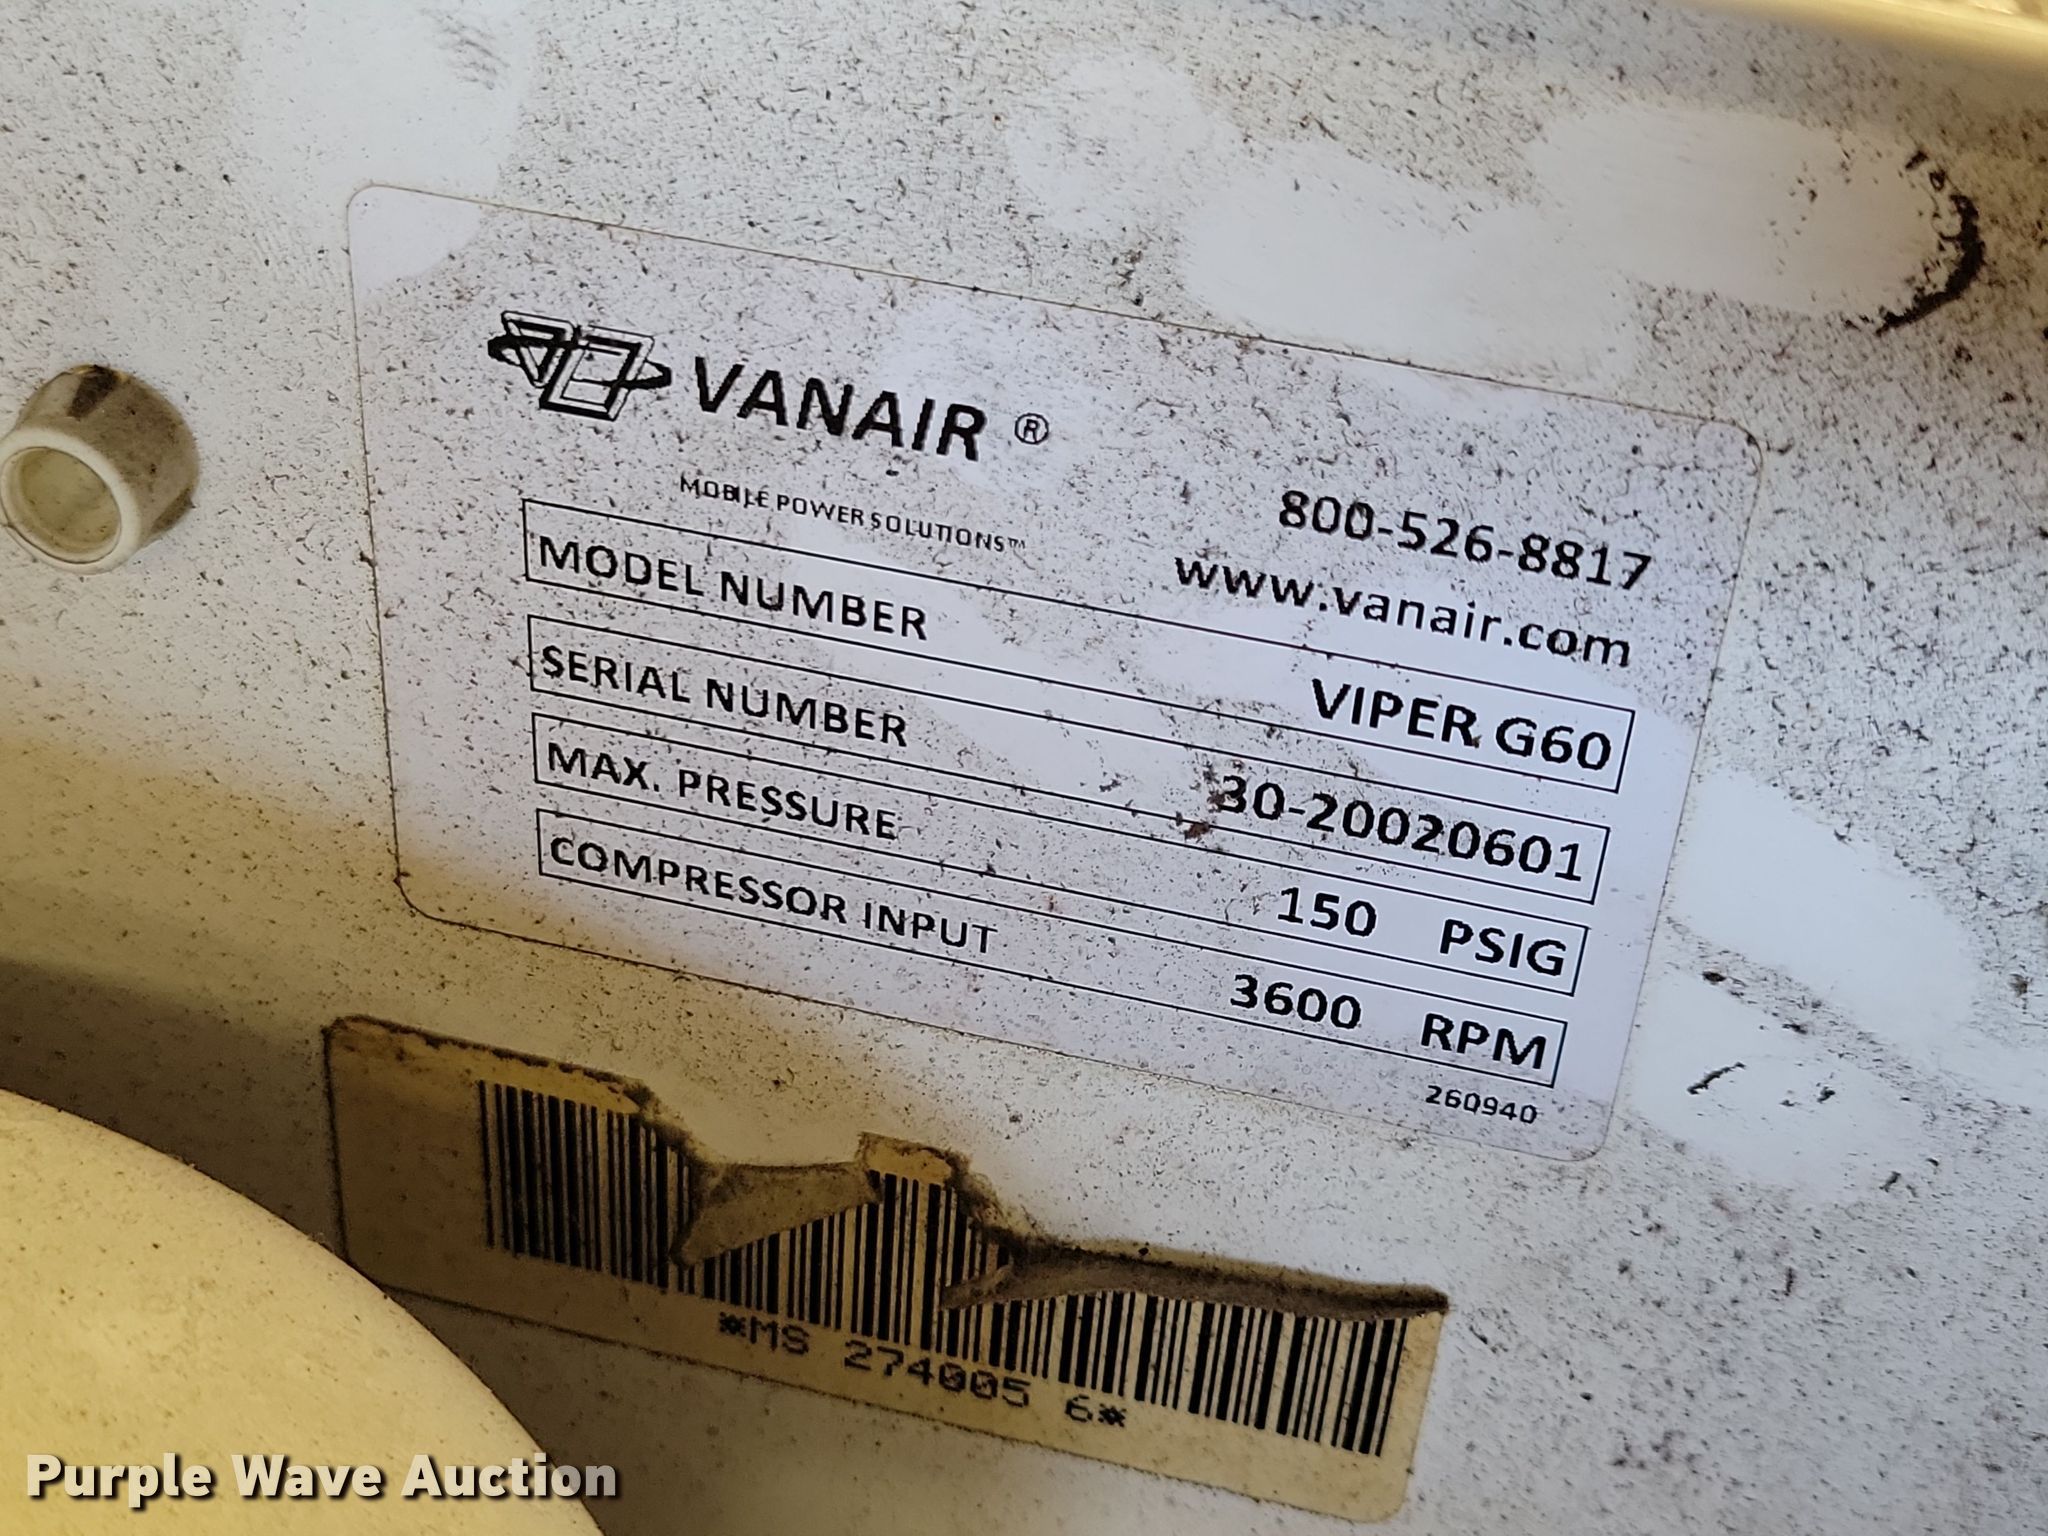 VANAIR ®
MOBILE POWER SOLUTIONS™
800-526-8817
www.vanair.com
MODEL NUMBER VIPER G60
SERIAL NUMBER 30-20020601
MAX. PRESSURE 150 PSIG
COMPRESSOR INPUT 3600 RPM
260940
*MS 274005 6*
Purple Wave Auction